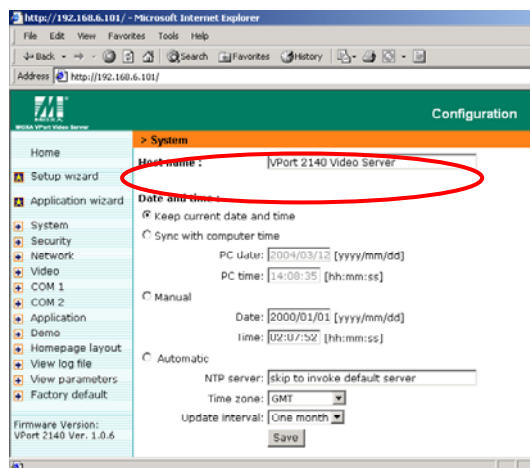 http://192.168.6.101/ - Microsoft Internet Explorer
File Edit View Favorites Tools Help
Back Search Favorites History
Address http://192.168.6.101/
MOXA VPort Video Server
Configuration
> System
Home
Setup wizard
Application wizard
System
Security
Network
Video
COM 1
COM 2
Application
Demo
Homepage layout
View log file
View parameters
Factory default
Firmware Version:
VPort 2140 Ver. 1.0.6
Host name : VPort 2140 Video Server
Date and time :
Keep current date and time
Sync with computer time
PC date: 2004/03/12 [yyyy/mm/dd]
PC time: 14:08:35 [hh:mm:ss]
Manual
Date: 2000/01/01 [yyyy/mm/dd]
Time: 02:07:52 [hh:mm:ss]
Automatic
NTP server: skip to invoke default server
Time zone: GMT
Update interval: One month
Save